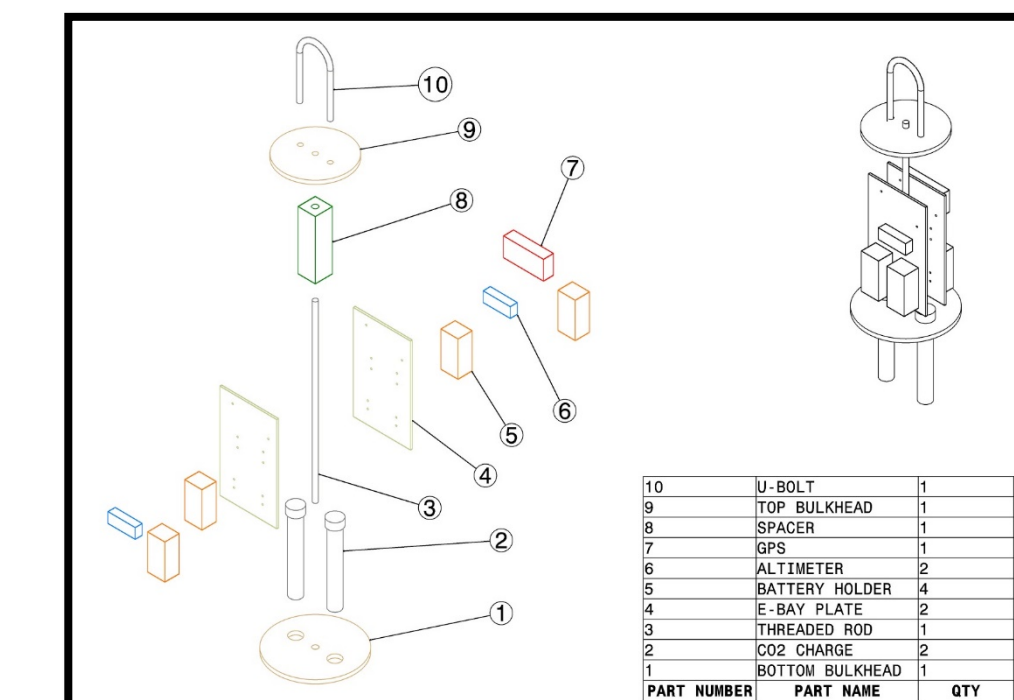 10
9
7
8
6
5
4
3
2
1
10 U-BOLT 1
9 TOP BULKHEAD 1
8 SPACER 1
7 GPS 1
6 ALTIMETER 2
5 BATTERY HOLDER 4
4 E-BAY PLATE 2
3 THREADED ROD 1
2 CO2 CHARGE 2
1 BOTTOM BULKHEAD 1
PART NUMBER PART NAME QTY